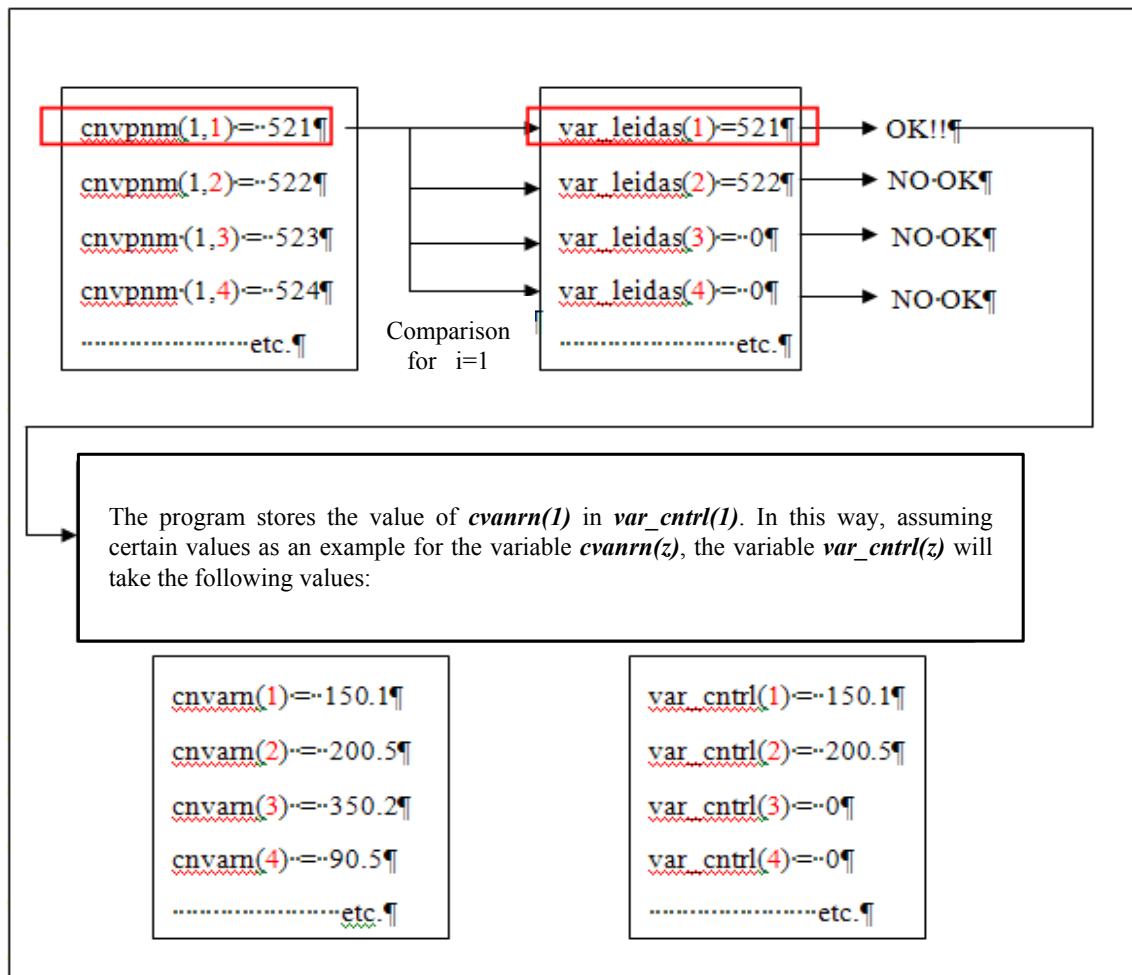 cnvpnm(1,1)·=··521¶
cnvpnm(1,2)·=··522¶
cnvpnm·(1,3)·=··523¶
cnvpnm·(1,4)·=··524¶
························etc.¶
Comparison
for i=1
¶
var_leidas(1)=521¶
var_leidas(2)=522¶
var_leidas(3)=··0¶
var_leidas(4)=··0¶
························etc.¶
OK!!¶
NO·OK¶
NO·OK¶
NO·OK¶
The program stores the value of cvanrn(1) in var_cntrl(1). In this way, assuming
certain values as an example for the variable cvanrn(z), the variable var_cntrl(z) will
take the following values:
cnvarn(1)·=··150.1¶
cnvarn(2)·=··200.5¶
cnvarn(3)·=··350.2¶
cnvarn(4)·=··90.5¶
·······················etc.¶
var_cntrl(1)·=··150.1¶
var_cntrl(2)·=··200.5¶
var_cntrl(3)·=··0¶
var_cntrl(4)·=··0¶
·······················etc.¶